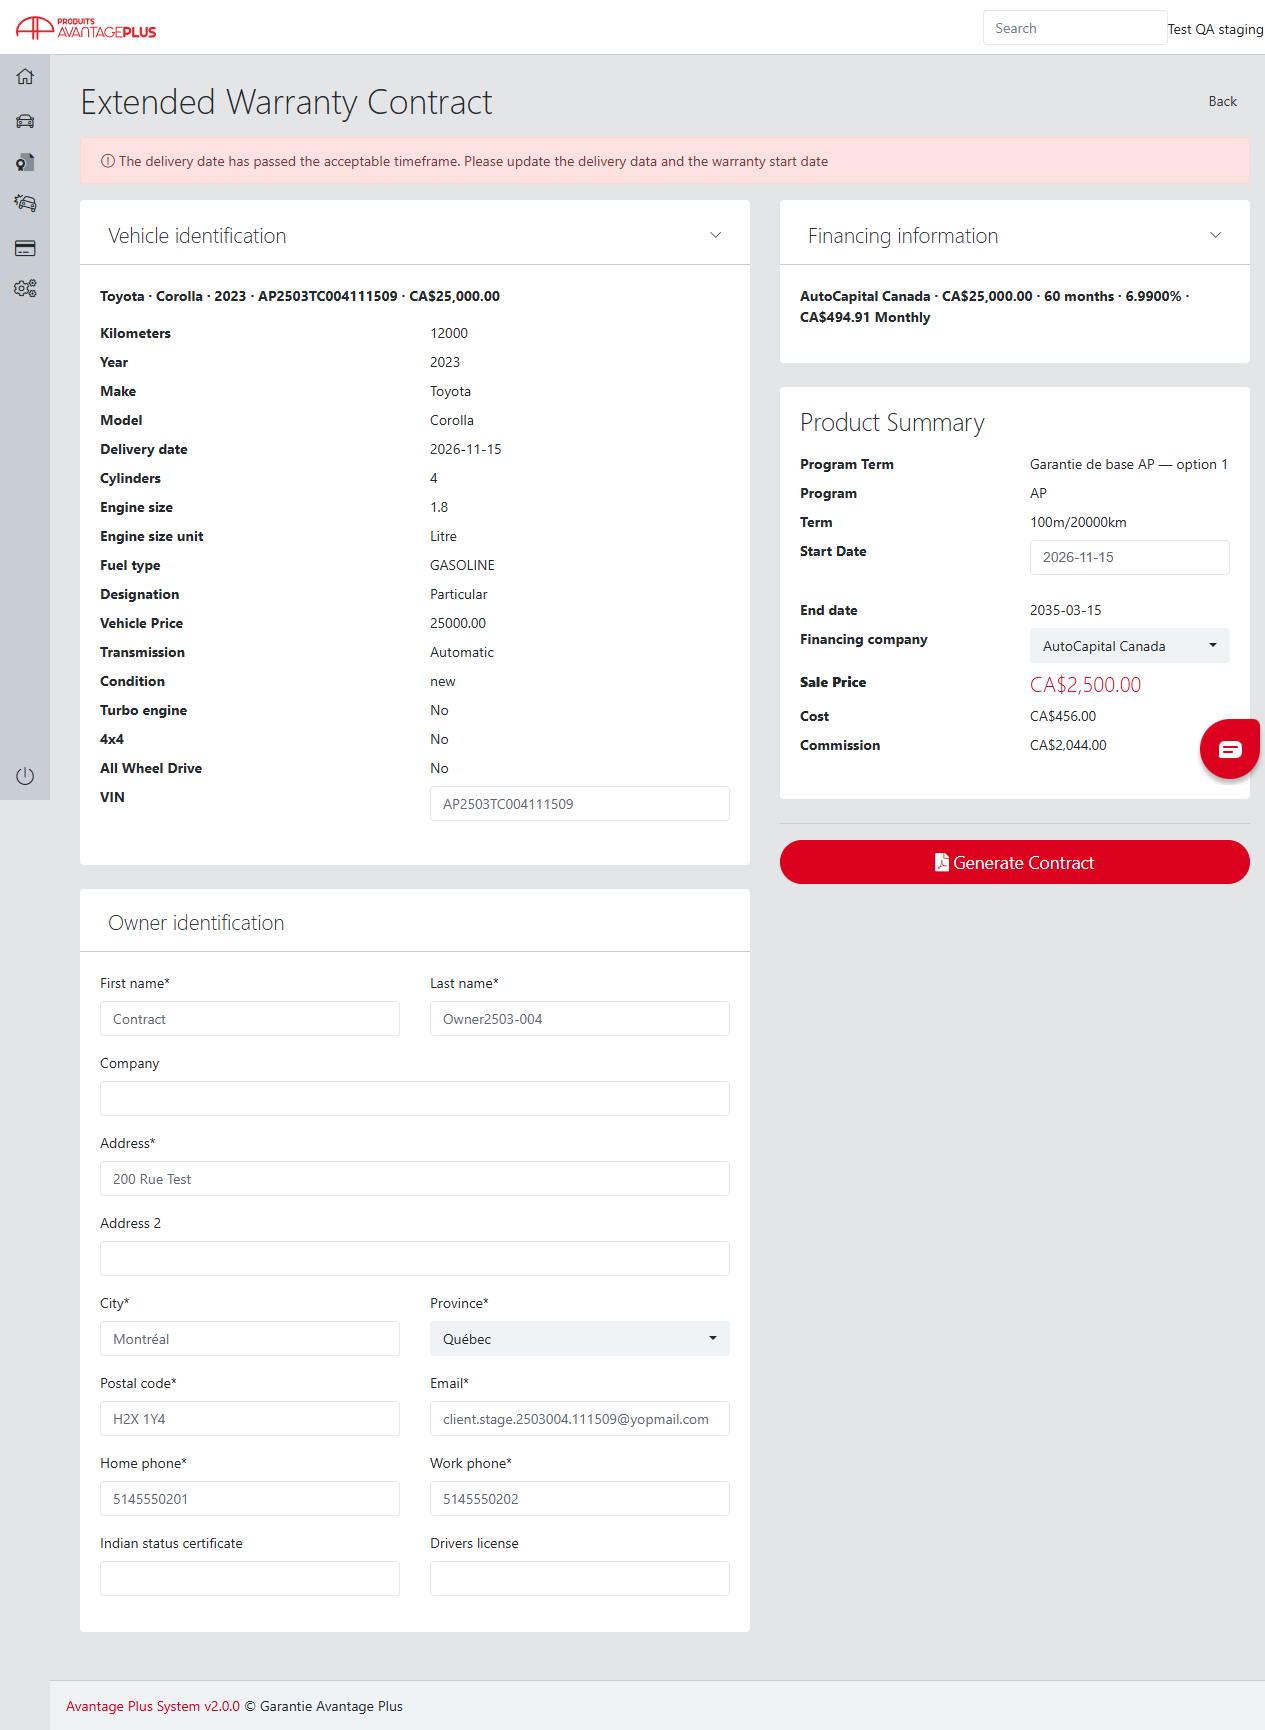 PRODUITS
AVANTAGEPLUS
Search
Test QA staging
Extended Warranty Contract
Back
The delivery date has passed the acceptable timeframe. Please update the delivery data and the warranty start date
Vehicle identification
Toyota · Corolla · 2023 · AP2503TC004111509 · CA$25,000.00
Kilometers 12000
Year 2023
Make Toyota
Model Corolla
Delivery date 2026-11-15
Cylinders 4
Engine size 1.8
Engine size unit Litre
Fuel type GASOLINE
Designation Particular
Vehicle Price 25000.00
Transmission Automatic
Condition new
Turbo engine No
4x4 No
All Wheel Drive No
VIN AP2503TC004111509
Financing information
AutoCapital Canada · CA$25,000.00 · 60 months · 6.9900% ·
CA$494.91 Monthly
Product Summary
Program Term Garantie de base AP — option 1
Program AP
Term 100m/20000km
Start Date 2026-11-15
End date 2035-03-15
Financing company AutoCapital Canada
Sale Price CA$2,500.00
Cost CA$456.00
Commission CA$2,044.00
Generate Contract
Owner identification
First name* Last name*
Contract Owner2503-004
Company
Address*
200 Rue Test
Address 2
City* Province*
Montréal Québec
Postal code* Email*
H2X 1Y4 client.stage.2503004.111509@yopmail.com
Home phone* Work phone*
5145550201 5145550202
Indian status certificate Drivers license
Avantage Plus System v2.0.0 © Garantie Avantage Plus